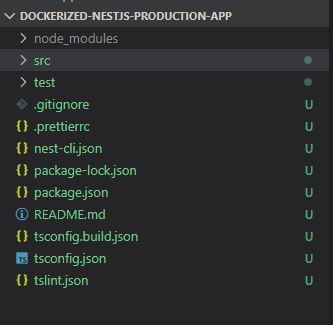 DOCKERIZED-NESTJS-PRODUCTION-APP
node_modules
src
test
.gitignore U
.prettierrc U
{} nest-cli.json U
{} package-lock.json U
{} package.json U
README.md U
{} tsconfig.build.json U
TS tsconfig.json U
{} tslint.json U